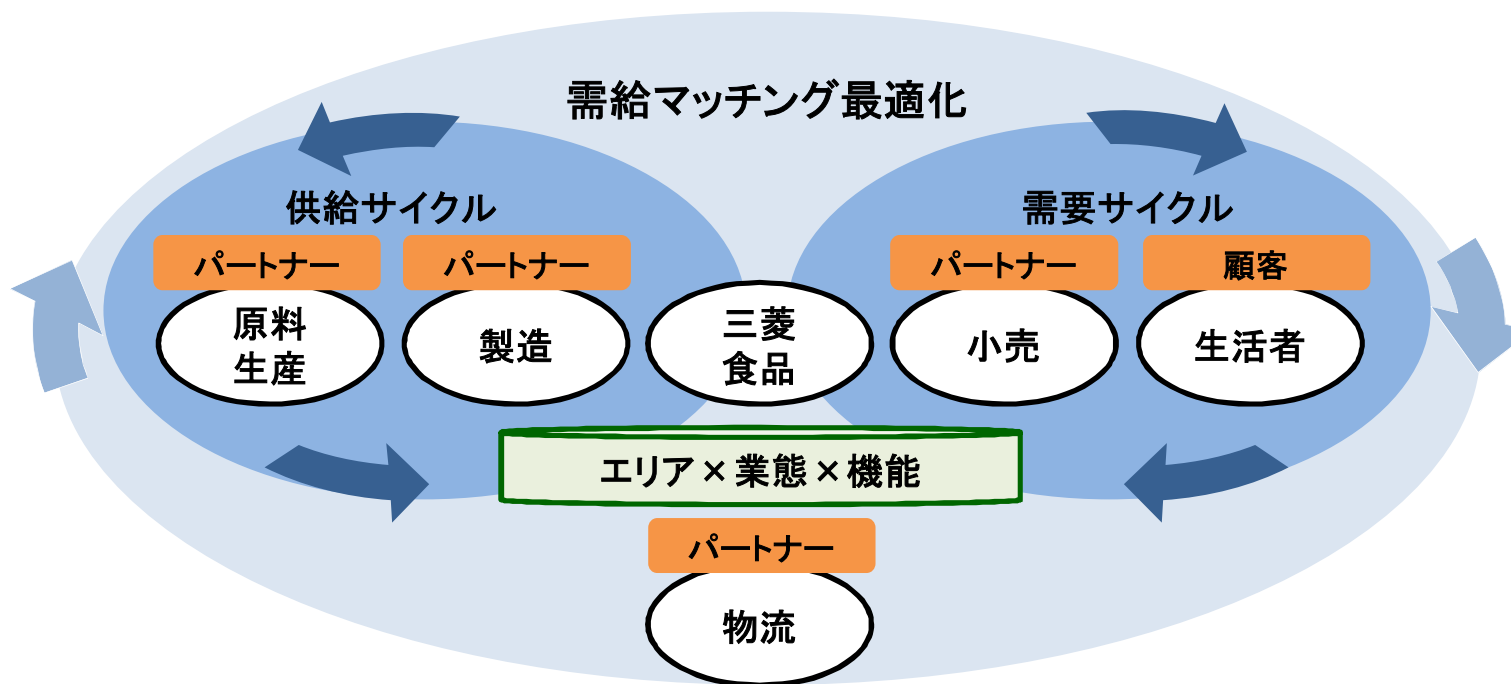 需給マッチング最適化
供給サイクル
需要サイクル
パートナー
パートナー
パートナー
顧客
原料
生産
製造
三菱
食品
小売
生活者
エリア×業態×機能
パートナー
物流